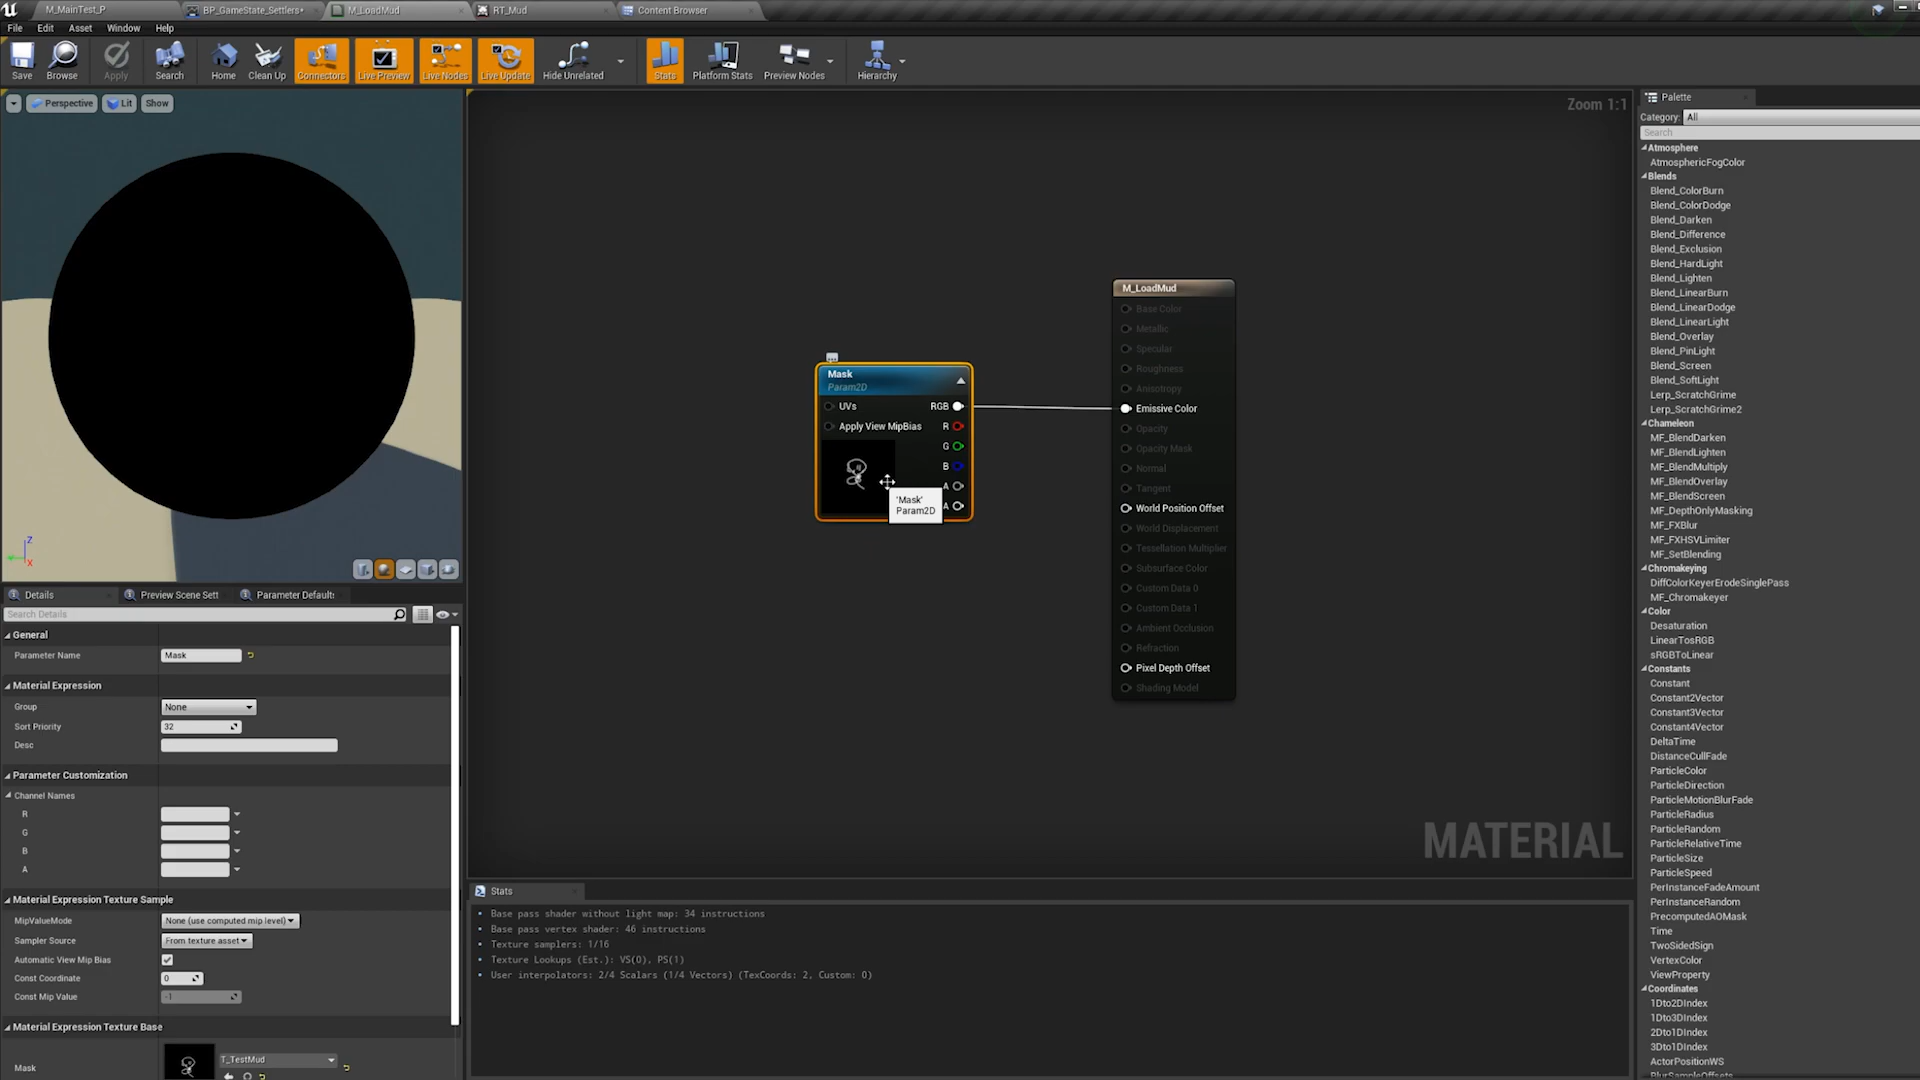 M_MainTest_P
BP_GameState_Settlers*
M_LoadMud
RT_Mud
Content Browser
File Edit Asset Window Help
Save
Browse
Apply
Search
Home
Clean Up
Connectors
Live Preview
Live Nodes
Live Update
Hide Unrelated
Stats
Platform Stats
Preview Nodes
Hierarchy
Perspective
Lit
Show
Z
X
Zoom 1:1
Mask
Param2D
UVs RGB
Apply View MipBias R
G
B
A
A
'Mask'
Param2D
M_LoadMud
Base Color
Metallic
Specular
Roughness
Anisotropy
Emissive Color
Opacity
Opacity Mask
Normal
Tangent
World Position Offset
World Displacement
Tessellation Multiplier
Subsurface Color
Custom Data 0
Custom Data 1
Ambient Occlusion
Refraction
Pixel Depth Offset
Shading Model
MATERIAL
Details
Preview Scene Sett
Parameter Defaults
Search Details
General
Parameter Name Mask
Material Expression
Group None
Sort Priority 32
Desc
Parameter Customization
Channel Names
R
G
B
A
Material Expression Texture Sample
MipValueMode None (use computed mip level)
Sampler Source From texture asset
Automatic View Mip Bias
Const Coordinate 0
Const Mip Value -1
Material Expression Texture Base
Mask T_TestMud
Stats
Base pass shader without light map: 34 instructions
Base pass vertex shader: 46 instructions
Texture samplers: 1/16
Texture Lookups (Est.): VS(0), PS(1)
User interpolators: 2/4 Scalars (1/4 Vectors) (TexCoords: 2, Custom: 0)
Palette
Category: All
Search
Atmosphere
AtmosphericFogColor
Blends
Blend_ColorBurn
Blend_ColorDodge
Blend_Darken
Blend_Difference
Blend_Exclusion
Blend_HardLight
Blend_Lighten
Blend_LinearBurn
Blend_LinearDodge
Blend_LinearLight
Blend_Overlay
Blend_PinLight
Blend_Screen
Blend_SoftLight
Lerp_ScratchGrime
Lerp_ScratchGrime2
Chameleon
MF_BlendDarken
MF_BlendLighten
MF_BlendMultiply
MF_BlendOverlay
MF_BlendScreen
MF_DepthOnlyMasking
MF_FXBlur
MF_FXHSVLimiter
MF_SetBlending
Chromakeying
DiffColorKeyerErodeSinglePass
MF_Chromakeyer
Color
Desaturation
LinearTosRGB
sRGBToLinear
Constants
Constant
Constant2Vector
Constant3Vector
Constant4Vector
DeltaTime
DistanceCullFade
ParticleColor
ParticleDirection
ParticleMotionBlurFade
ParticleRadius
ParticleRandom
ParticleRelativeTime
ParticleSize
ParticleSpeed
PerInstanceFadeAmount
PerInstanceRandom
PrecomputedAOMask
Time
TwoSidedSign
VertexColor
ViewProperty
Coordinates
1Dto2DIndex
1Dto3DIndex
2Dto1DIndex
3Dto1DIndex
ActorPositionWS
BlurSampleOffsets